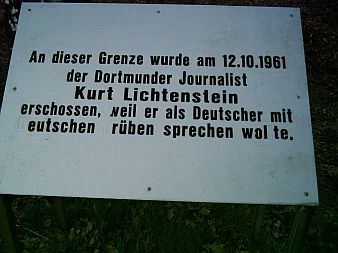 An dieser Grenze wurde am 12.10.1961
der Dortmunder Journalist
Kurt Lichtenstein
erschossen, weil er als Deutscher mit
eutschen rüben sprechen wol te.